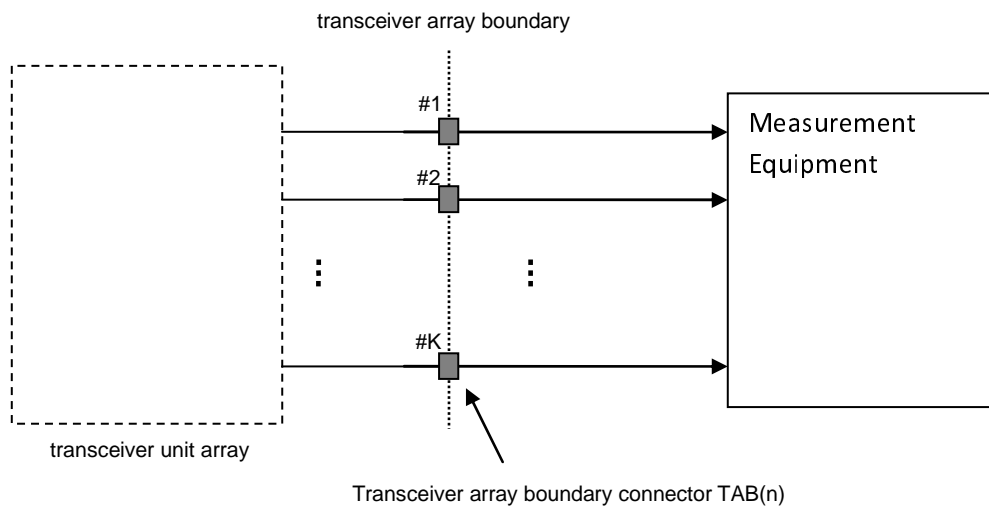 transceiver array boundary
#1
Measurement
Equipment
#2
#K
transceiver unit array
Transceiver array boundary connector TAB(n)